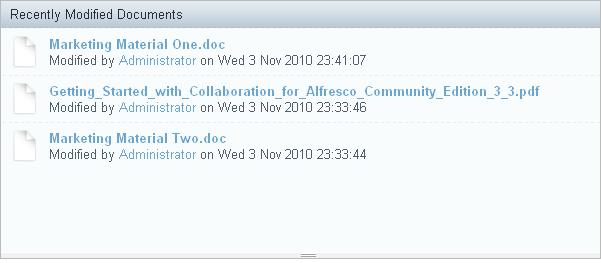 Recently Modified Documents
Marketing Material One.doc
Modified by Administrator on Wed 3 Nov 2010 23:41:07
Getting_Started_with_Collaboration_for_Alfresco_Community_Edition_3_3.pdf
Modified by Administrator on Wed 3 Nov 2010 23:33:46
Marketing Material Two.doc
Modified by Administrator on Wed 3 Nov 2010 23:33:44